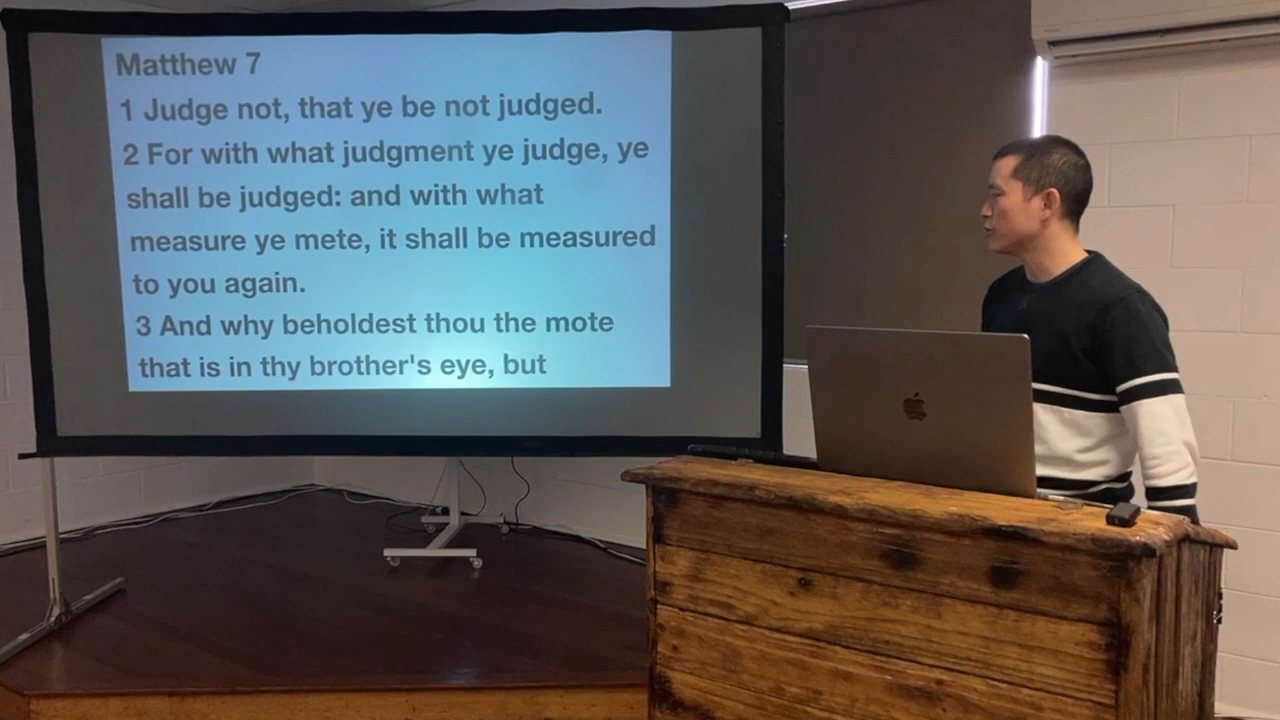 Matthew 7
1 Judge not, that ye be not judged.
2 For with what judgment ye judge, ye
shall be judged: and with what
measure ye mete, it shall be measured
to you again.
3 And why beholdest thou the mote
that is in thy brother's eye, but